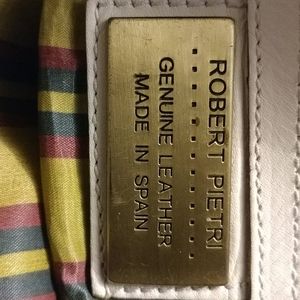 ROBERT PIETRI
..............
GENUINE LEATHER
MADE IN SPAIN